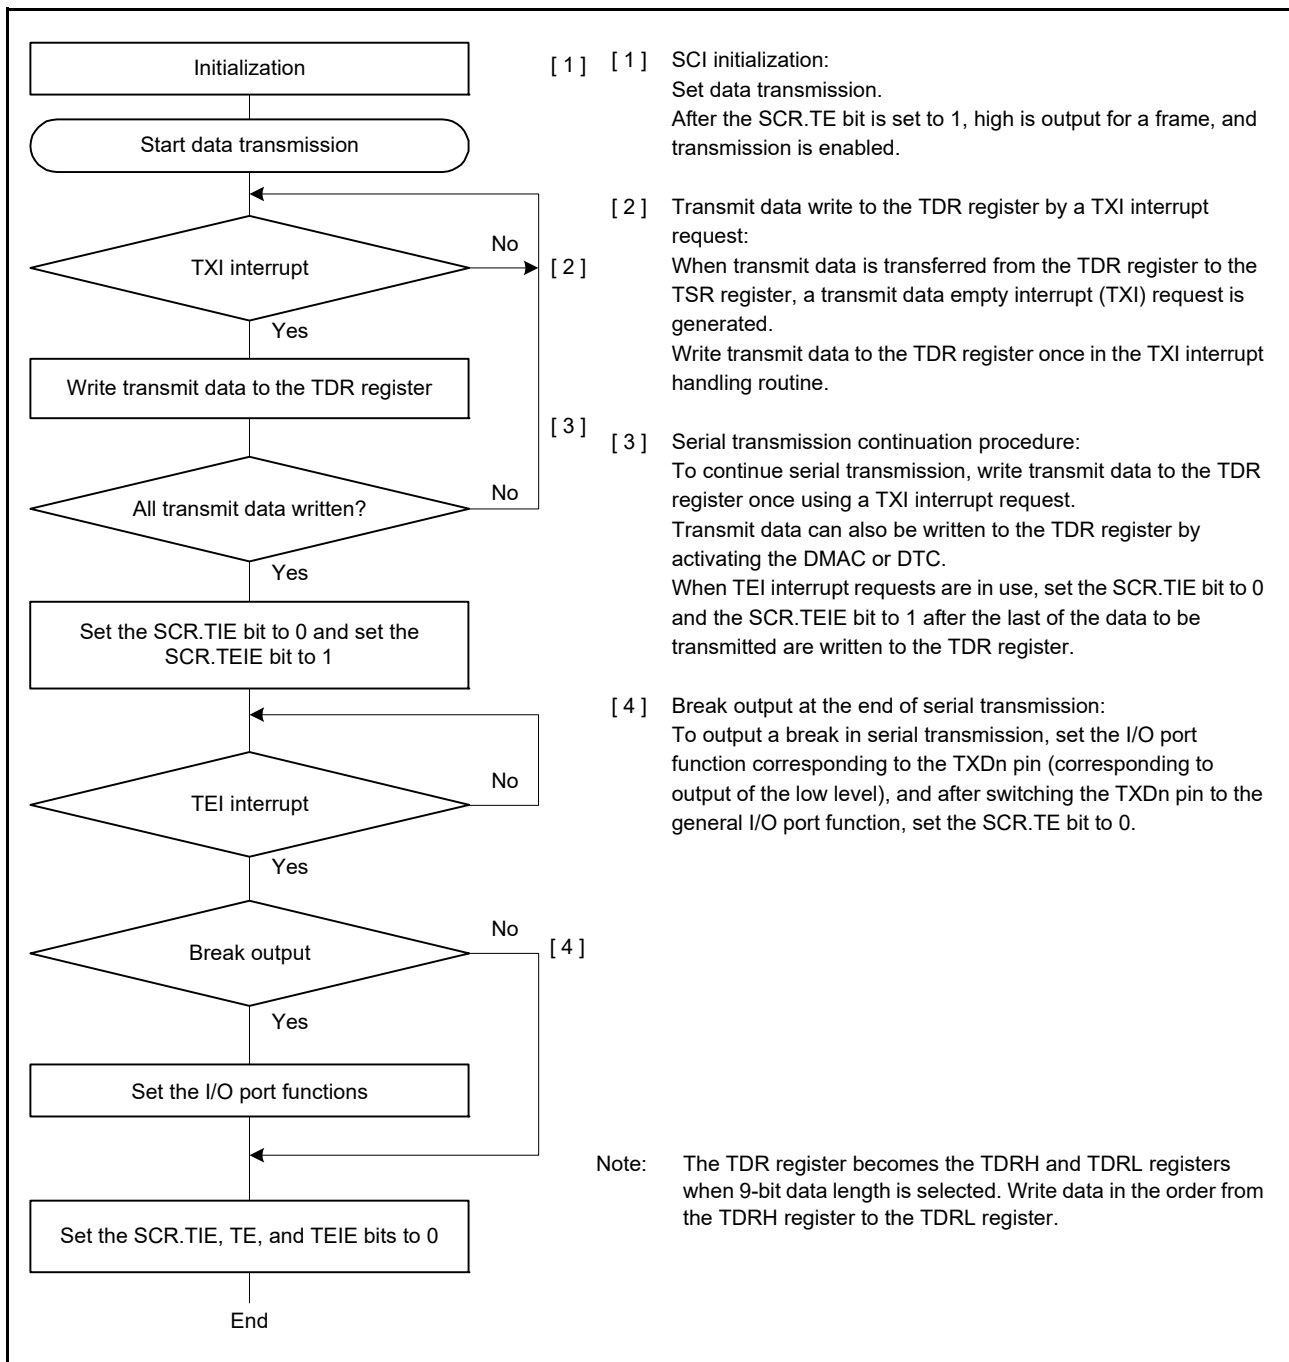 Initialization
[ 1 ]
Start data transmission
No
TXI interrupt
[ 2 ]
Yes
Write transmit data to the TDR register
[ 3 ]
No
All transmit data written?
Yes
Set the SCR.TIE bit to 0 and set the
SCR.TEIE bit to 1
No
TEI interrupt
Yes
No
Break output
[ 4 ]
Yes
Set the I/O port functions
Set the SCR.TIE, TE, and TEIE bits to 0
End
[ 1 ] SCI initialization:
Set data transmission.
After the SCR.TE bit is set to 1, high is output for a frame, and
transmission is enabled.
[ 2 ] Transmit data write to the TDR register by a TXI interrupt
request:
When transmit data is transferred from the TDR register to the
TSR register, a transmit data empty interrupt (TXI) request is
generated.
Write transmit data to the TDR register once in the TXI interrupt
handling routine.
[ 3 ] Serial transmission continuation procedure:
To continue serial transmission, write transmit data to the TDR
register once using a TXI interrupt request.
Transmit data can also be written to the TDR register by
activating the DMAC or DTC.
When TEI interrupt requests are in use, set the SCR.TIE bit to 0
and the SCR.TEIE bit to 1 after the last of the data to be
transmitted are written to the TDR register.
[ 4 ] Break output at the end of serial transmission:
To output a break in serial transmission, set the I/O port
function corresponding to the TXDn pin (corresponding to
output of the low level), and after switching the TXDn pin to the
general I/O port function, set the SCR.TE bit to 0.
Note: The TDR register becomes the TDRH and TDRL registers
when 9-bit data length is selected. Write data in the order from
the TDRH register to the TDRL register.